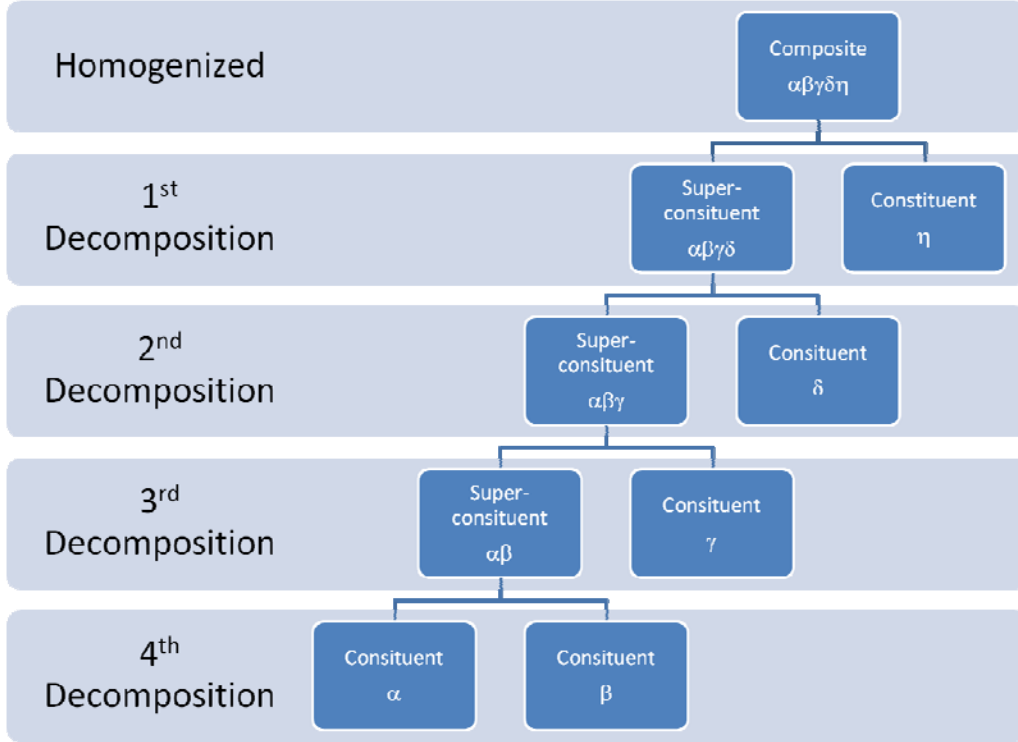 Homogenized
Composite
αβγδη
1st
Decomposition
Super-
consituent
αβγδ
Constituent
η
2nd
Decomposition
Super-
consituent
αβγ
Consituent
δ
3rd
Decomposition
Super-
consituent
αβ
Consituent
γ
4th
Decomposition
Consituent
α
Consituent
β